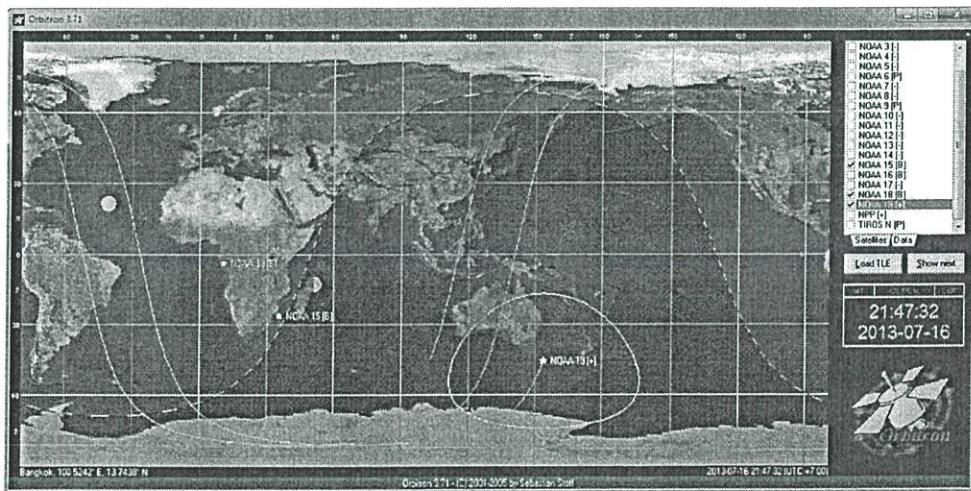 Orbitron 3.71
NOAA 3 [-]
NOAA 4 [-]
NOAA 5 [-]
NOAA 6 [P]
NOAA 7 [-]
NOAA 8 [-]
NOAA 9 [P]
NOAA 10 [-]
NOAA 11 [-]
NOAA 12 [-]
NOAA 13 [-]
NOAA 14 [-]
NOAA 15 [B]
NOAA 16 [B]
NOAA 17 [-]
NOAA 18 [B]
NOAA 19 [+]
NPP [+]
TIROS N [P]
Satellites Data
Load TLE Show next
21:47:32
2013-07-16
NOAA 15 [B]
NOAA 19 [+]
Orbitron
Bangkok, 100.5242° E, 13.7438° N
2013-07-16 21:47:32 (UTC +7:00)
Orbitron 3.71 - (C) 2001-2005 by Sebastian Stoff